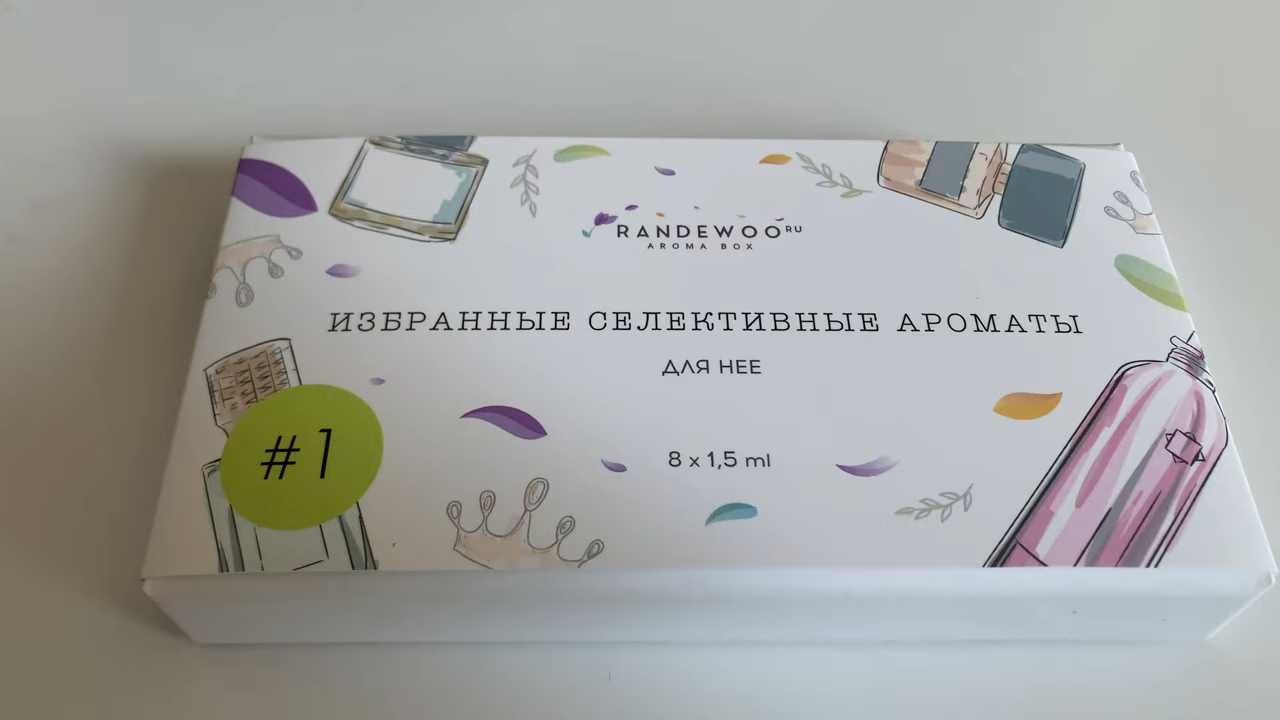 RANDEWOO RU
AROMA BOX
ИЗБРАННЫЕ СЕЛЕКТИВНЫЕ АРОМАТЫ
ДЛЯ НЕЕ
#1
8 x 1,5 ml